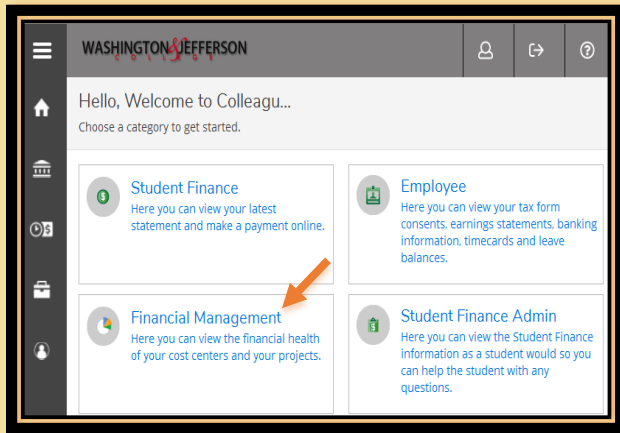 WASHINGTON&JEFFERSON
COLLEGE
Hello, Welcome to Colleagu...
Choose a category to get started.
Student Finance
Here you can view your latest
statement and make a payment online.
Employee
Here you can view your tax form
consents, earnings statements, banking
information, timecards and leave
balances.
Financial Management
Here you can view the financial health
of your cost centers and your projects.
Student Finance Admin
Here you can view the Student Finance
information as a student would so you
can help the student with any
questions.